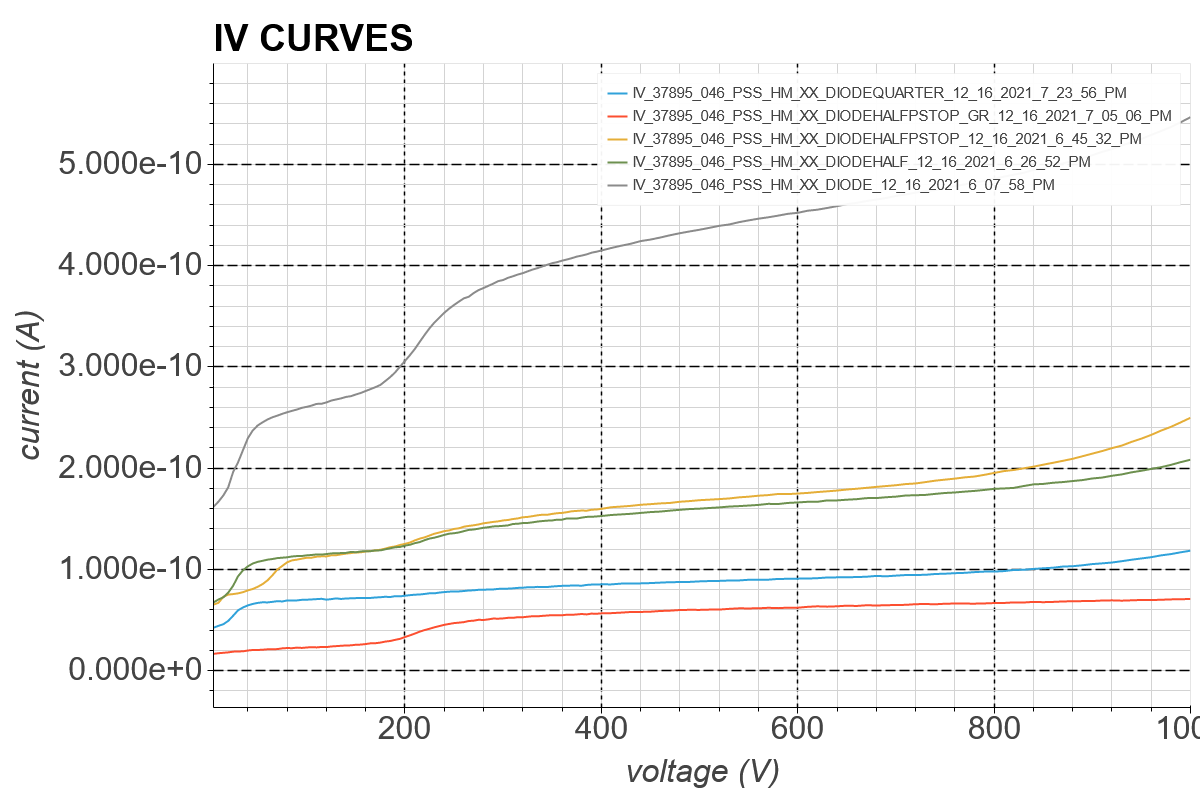 IV CURVES
IV_37895_046_PSS_HM_XX_DIODEQUARTER_12_16_2021_7_23_56_PM
IV_37895_046_PSS_HM_XX_DIODEHALFPSTOP_GR_12_16_2021_7_05_06_PM
IV_37895_046_PSS_HM_XX_DIODEHALFPSTOP_12_16_2021_6_45_32_PM
IV_37895_046_PSS_HM_XX_DIODEHALF_12_16_2021_6_26_52_PM
IV_37895_046_PSS_HM_XX_DIODE_12_16_2021_6_07_58_PM
5.000e-10
4.000e-10
3.000e-10
2.000e-10
1.000e-10
0.000e+0
current (A)
200 400 600 800 100
voltage (V)